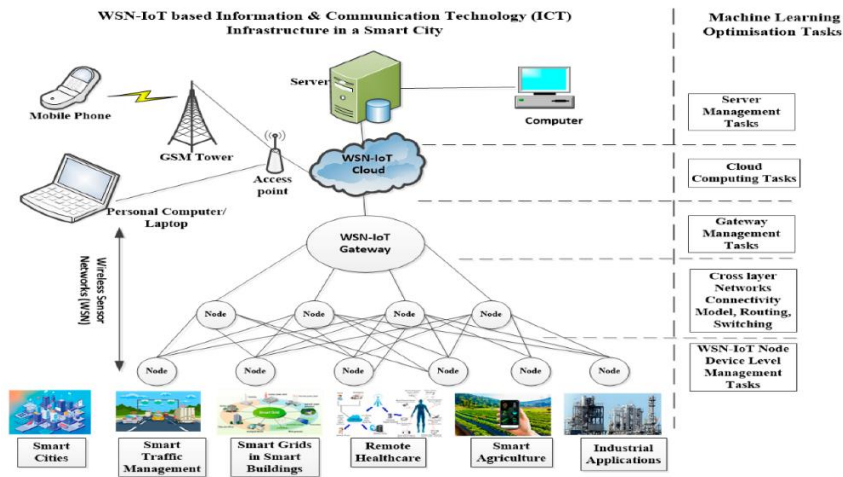 WSN-IoT based Information & Communication Technology (ICT)
Infrastructure in a Smart City
Machine Learning
Optimisation Tasks
Mobile Phone
GSM Tower
Server
Computer
Server
Management
Tasks
Access
point
WSN-IoT
Cloud
Cloud
Computing Tasks
Personal Computer/
Laptop
WSN-IoT
Gateway
Gateway
Management
Tasks
Wireless Sensor
Networks (WSN)
Cross layer
Networks
Connectivity
Model, Routing,
Switching
Node
Node
Node
Node
Node
Node
Node
Node
Node
Node
WSN-IoT Node
Device Level
Management
Tasks
Smart
Cities
Smart
Traffic
Management
Smart Grids
in Smart
Buildings
Remote
Healthcare
Smart
Agriculture
Industrial
Applications